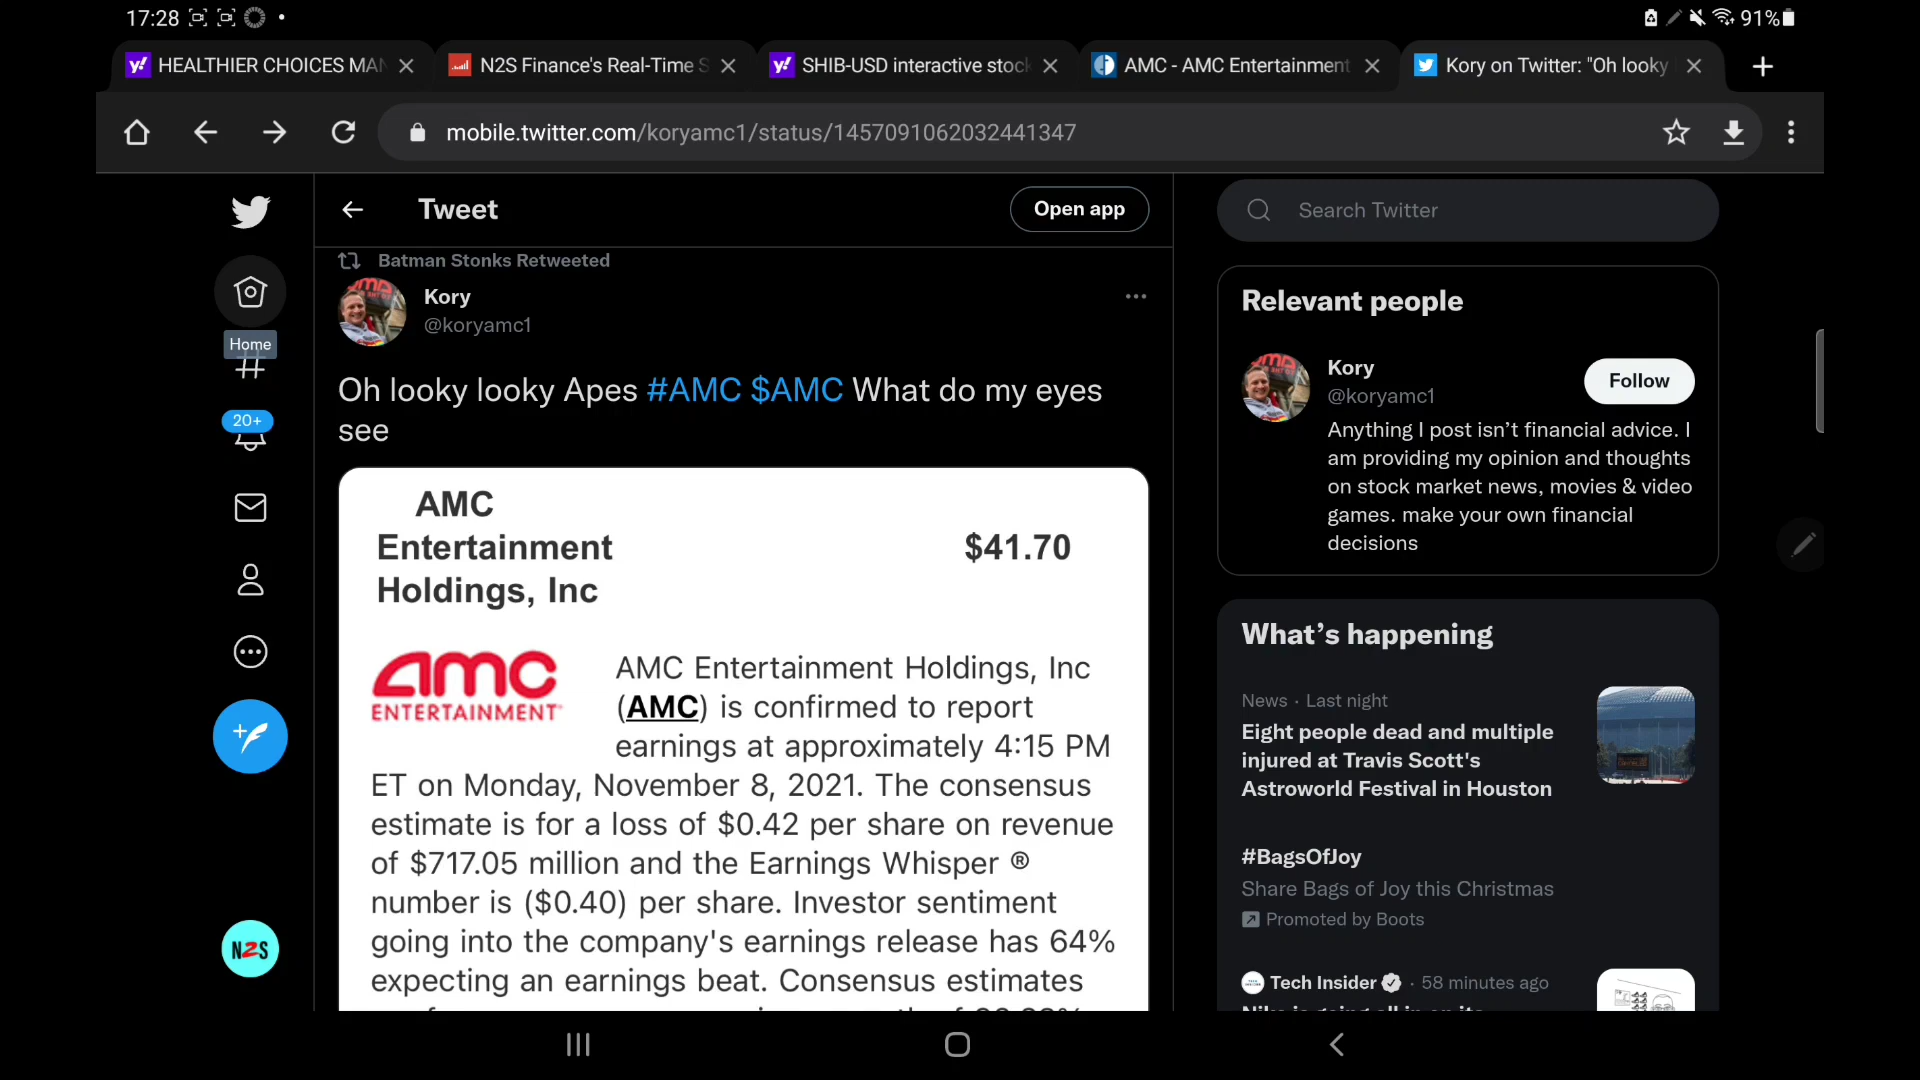 17:28
91%
HEALTHIER CHOICES MAN
N2S Finance's Real-Time S
SHIB-USD interactive stock
AMC - AMC Entertainment
Kory on Twitter: "Oh looky
mobile.twitter.com/koryamc1/status/1457091062032441347
Tweet
Open app
Search Twitter
Home
20+
N2S
Batman Stonks Retweeted
Kory
@koryamc1
Oh looky looky Apes #AMC $AMC What do my eyes
see
AMC
Entertainment
Holdings, Inc
$41.70
amc
ENTERTAINMENT
AMC Entertainment Holdings, Inc
(AMC) is confirmed to report
earnings at approximately 4:15 PM
ET on Monday, November 8, 2021. The consensus
estimate is for a loss of $0.42 per share on revenue
of $717.05 million and the Earnings Whisper ®
number is ($0.40) per share. Investor sentiment
going into the company's earnings release has 64%
expecting an earnings beat. Consensus estimates
Relevant people
Kory
@koryamc1
Follow
Anything I post isn’t financial advice. I
am providing my opinion and thoughts
on stock market news, movies & video
games. make your own financial
decisions
What’s happening
News · Last night
Eight people dead and multiple
injured at Travis Scott's
Astroworld Festival in Houston
#BagsOfJoy
Share Bags of Joy this Christmas
Promoted by Boots
Tech Insider · 58 minutes ago